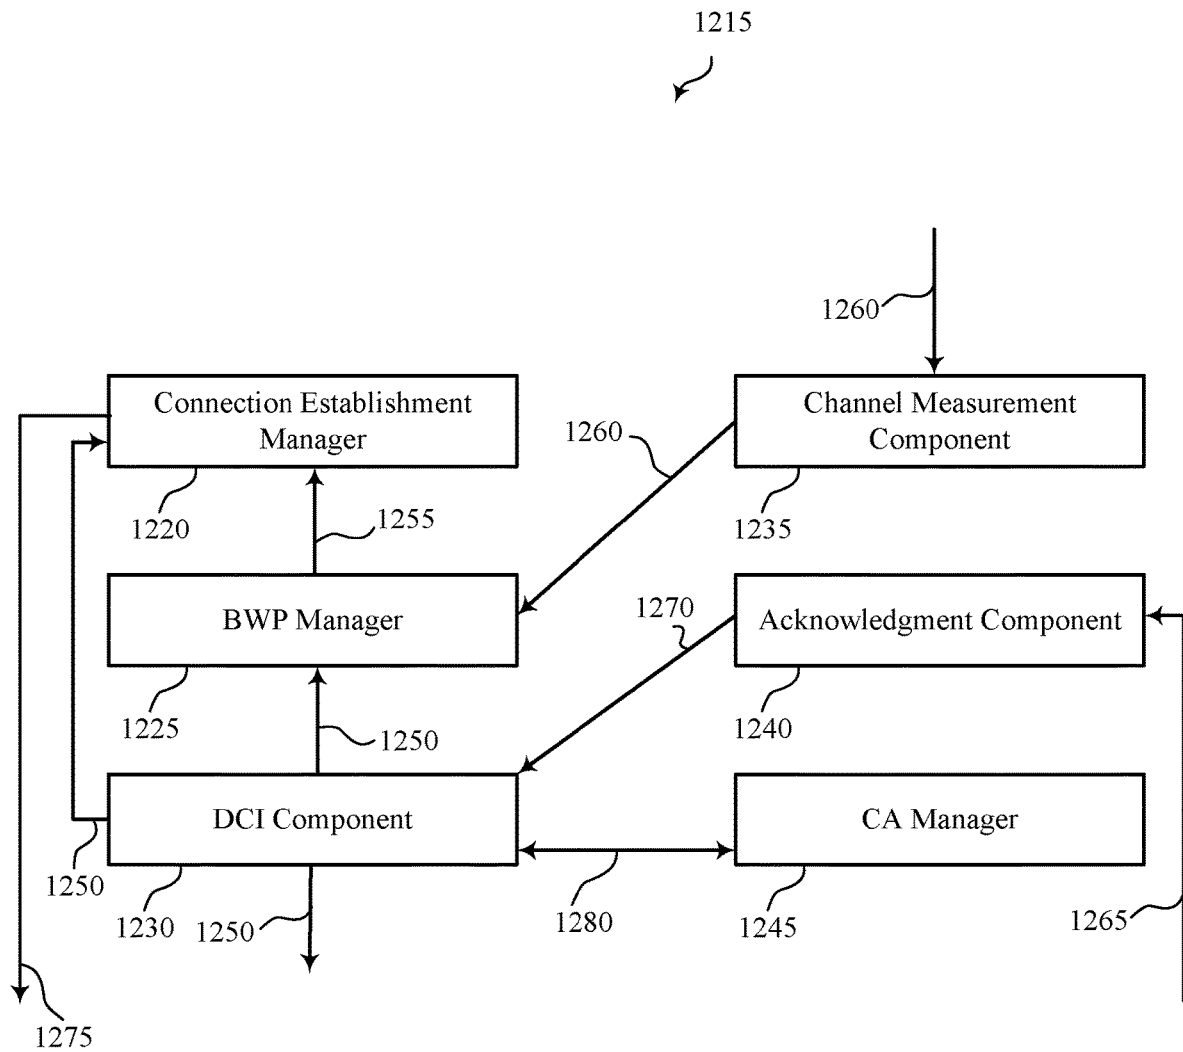 1215
1260
Connection Establishment
Manager
Channel Measurement
Component
1260
1220
1255
1235
BWP Manager
1270
Acknowledgment Component
1225
1250
1240
DCI Component
CA Manager
1250
1230
1250
1280
1245
1265
1275